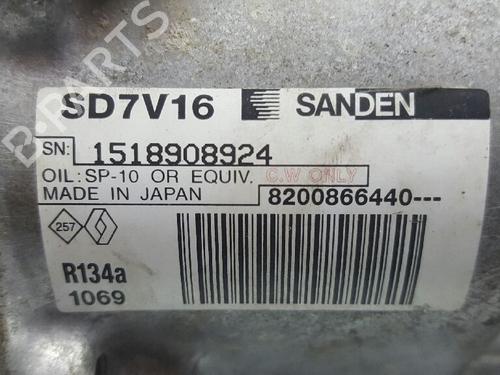 SD7V16 SANDEN
SN: 1518908924
OIL: SP-10 OR EQUIV. C.W ONLY
MADE IN JAPAN 8200866440---
257
R134a
1069
B PARTS